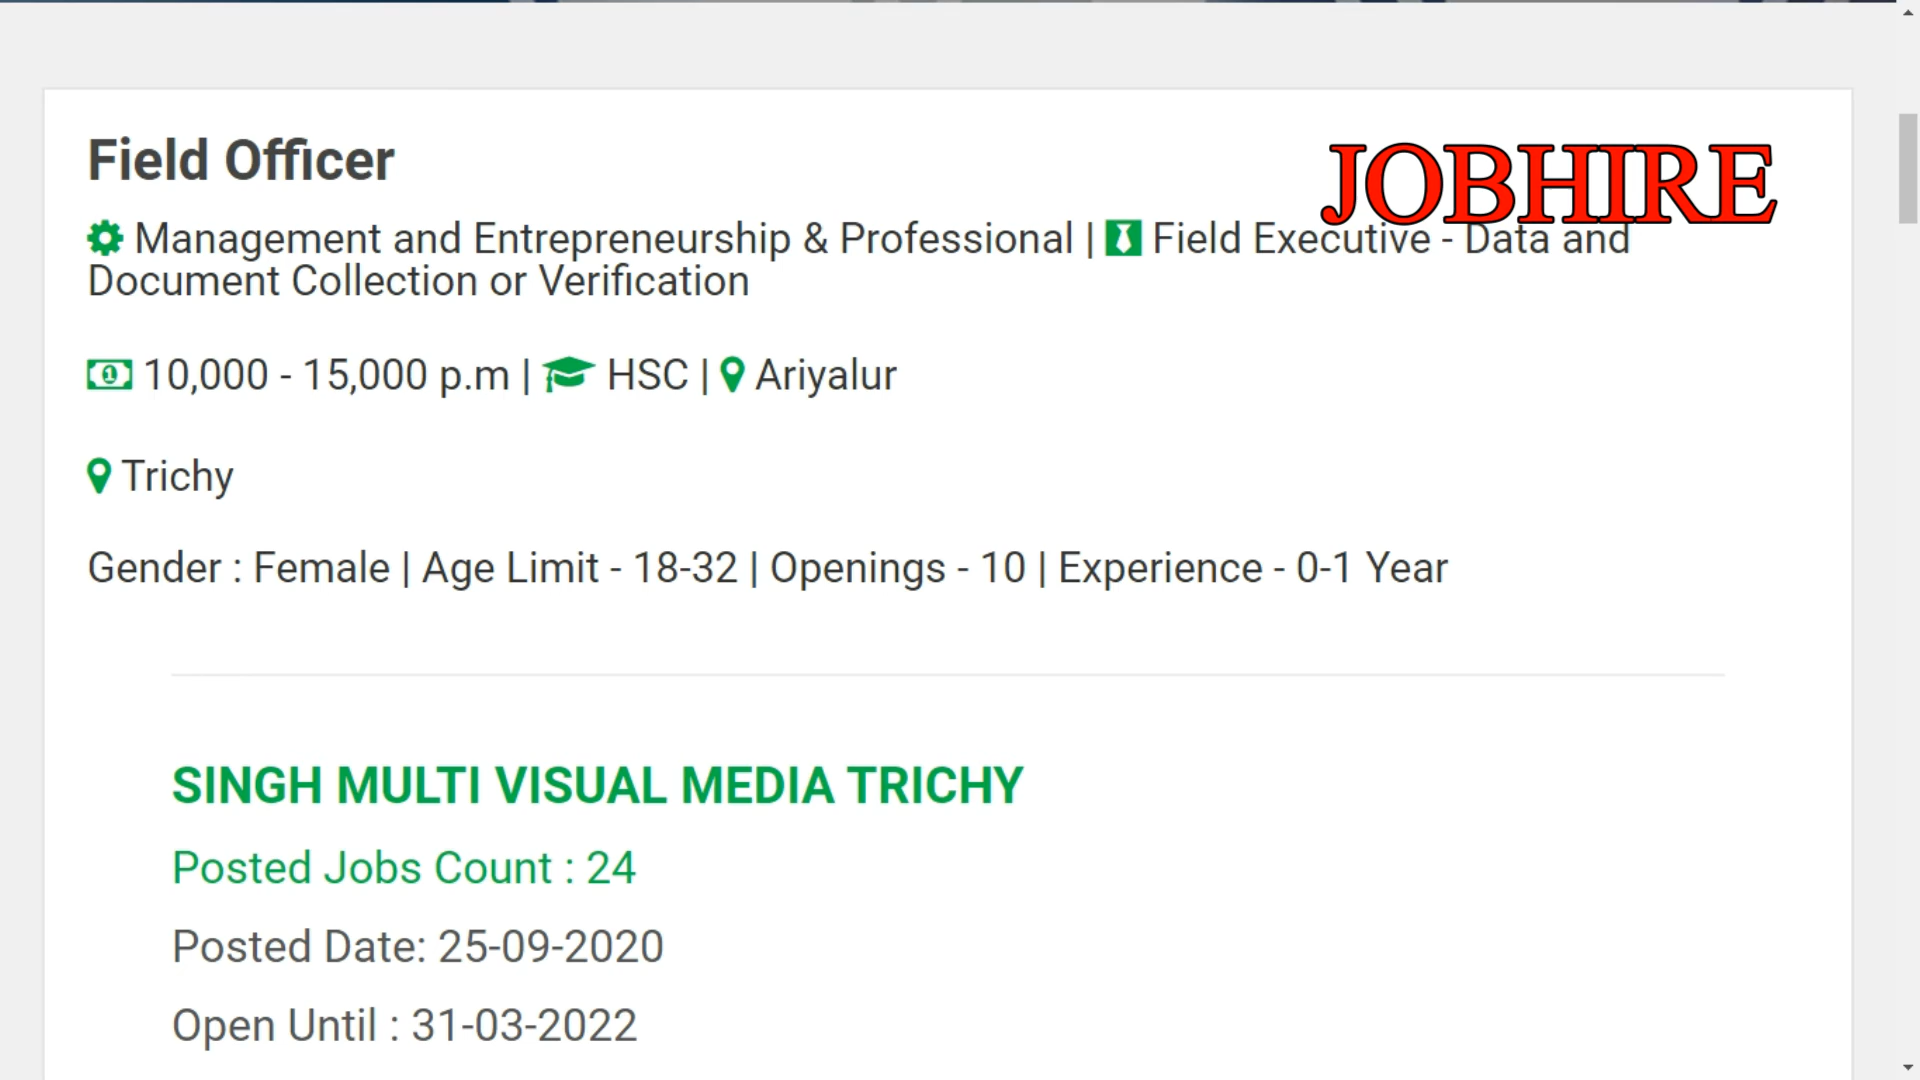 Field Officer
JOBHIRE
Management and Entrepreneurship & Professional | Field Executive - Data and
Document Collection or Verification
10,000 - 15,000 p.m | HSC | Ariyalur
Trichy
Gender : Female | Age Limit - 18-32 | Openings - 10 | Experience - 0-1 Year
SINGH MULTI VISUAL MEDIA TRICHY
Posted Jobs Count : 24
Posted Date: 25-09-2020
Open Until : 31-03-2022